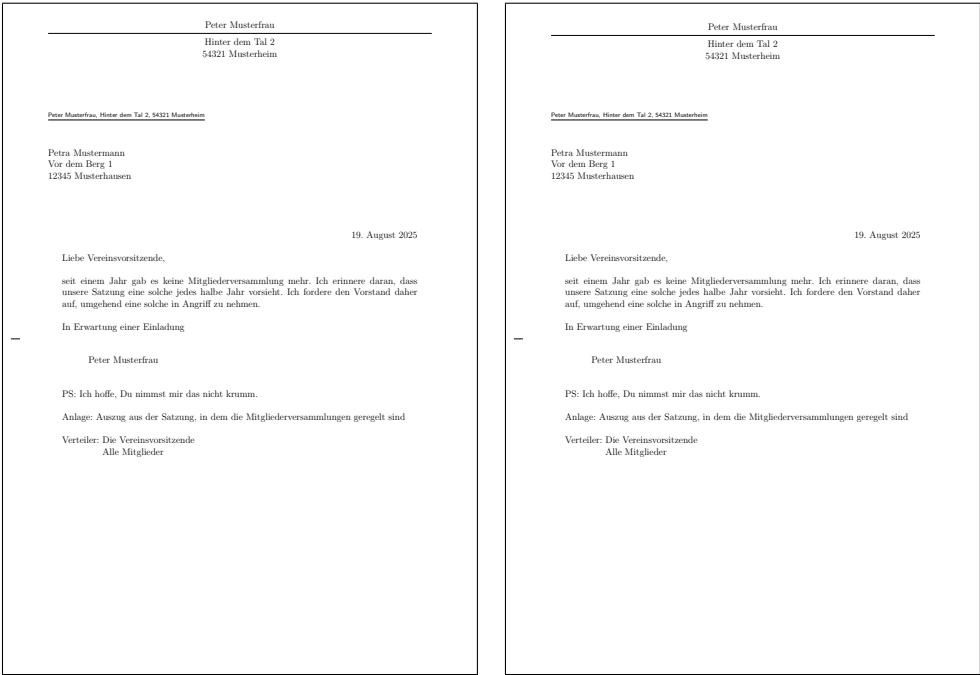 Peter Musterfrau
Hinter dem Tal 2
54321 Musterheim
Peter Musterfrau, Hinter dem Tal 2, 54321 Musterheim
Petra Mustermann
Vor dem Berg 1
12345 Musterhausen
19. August 2025
Liebe Vereinsvorsitzende,
seit einem Jahr gab es keine Mitgliederversammlung mehr. Ich erinnere daran, dass
unsere Satzung eine solche jedes halbe Jahr vorsieht. Ich fordere den Vorstand daher
auf, umgehend eine solche in Angriff zu nehmen.
In Erwartung einer Einladung
Peter Musterfrau
PS: Ich hoffe, Du nimmst mir das nicht krumm.
Anlage: Auszug aus der Satzung, in dem die Mitgliederversammlungen geregelt sind
Verteiler: Die Vereinsvorsitzende
Alle Mitglieder
Peter Musterfrau
Hinter dem Tal 2
54321 Musterheim
Peter Musterfrau, Hinter dem Tal 2, 54321 Musterheim
Petra Mustermann
Vor dem Berg 1
12345 Musterhausen
19. August 2025
Liebe Vereinsvorsitzende,
seit einem Jahr gab es keine Mitgliederversammlung mehr. Ich erinnere daran, dass
unsere Satzung eine solche jedes halbe Jahr vorsieht. Ich fordere den Vorstand daher
auf, umgehend eine solche in Angriff zu nehmen.
In Erwartung einer Einladung
Peter Musterfrau
PS: Ich hoffe, Du nimmst mir das nicht krumm.
Anlage: Auszug aus der Satzung, in dem die Mitgliederversammlungen geregelt sind
Verteiler: Die Vereinsvorsitzende
Alle Mitglieder